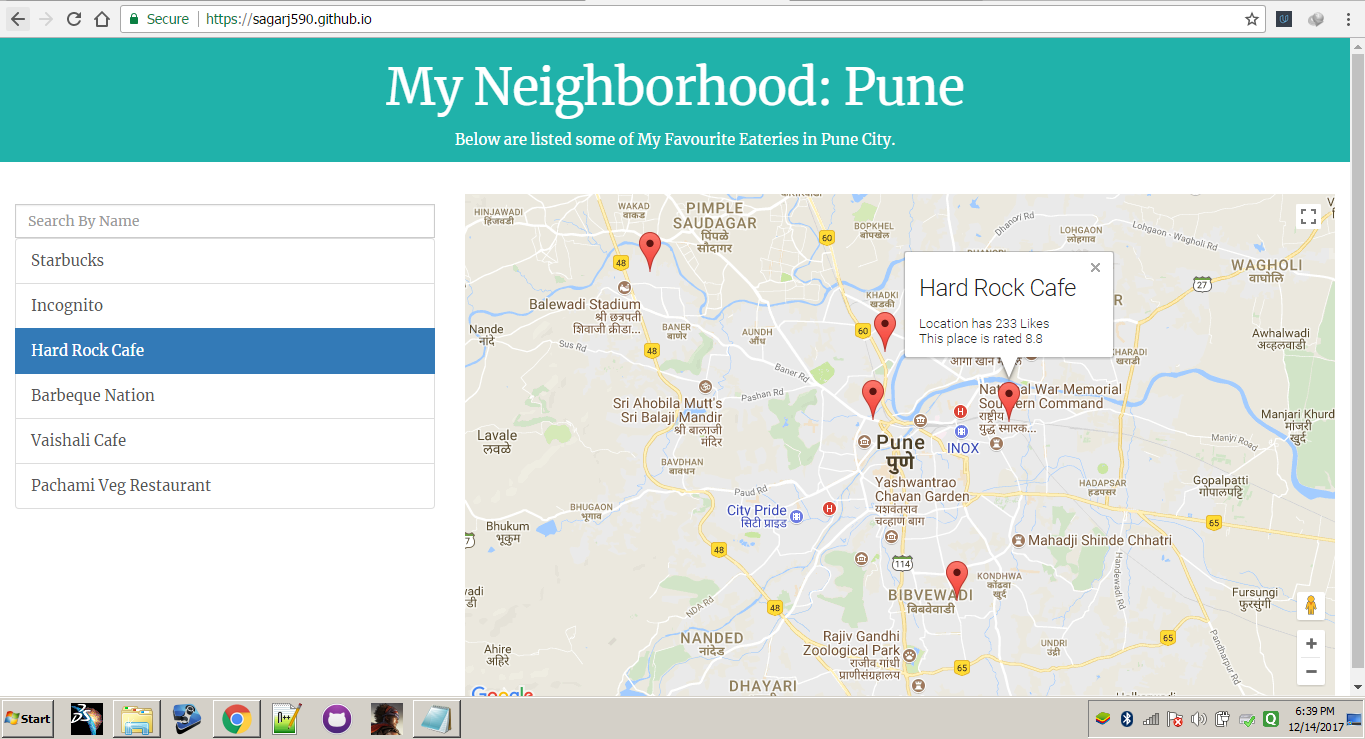 Secure https://sagarj590.github.io
My Neighborhood: Pune
Below are listed some of My Favourite Eateries in Pune City.
Search By Name
Starbucks
Incognito
Hard Rock Cafe
Barbeque Nation
Vaishali Cafe
Pachami Veg Restaurant
HINJAWADI
हिंजवडी
WAKAD
वाकड
PIMPLE
SAUDAGAR
पिंपळे
सौदागर
60
BOPKHEL
बोपखेल
Dhanori Rd
LOHGAON
लोहगाव
Lohgaon - Wagholi Rd
WAGHOLI
वाघोली
27
48
Balewadi Stadium
श्री छत्रपती
शिवाजी क्रीडा...
KHADKI
खडकी
60
Hard Rock Cafe
Location has 233 Likes
This place is rated 8.8
Nande
नांदे
Sus Rd
BANER
बाणेर
AUNDH
औंध
48
Baner Rd
Pashan Rd
KHARADI
खराडी
Awhalwadi
अव्हलवाडी
Sri Ahobila Mutt's
Sri Balaji Mandir
श्री बालाजी
मंदिर
National War Memorial
Southern Command
राष्ट्रीय
युद्ध स्मारक...
Lavale
लवळे
H
INOX
Pune
पुणे
Manjari Khurd
मांजरी
खुर्द
Manjri Road
BAVDHAN
बावधन
Paud Rd
Yashwantrao
Chavan Garden
यशवंतराव
चव्हाण बाग
HADAPSAR
हडपसर
Gopalpatti
गोपालपट्टि
BHUGAON
भूगाव
City Pride
सिटी प्राइड
H
65
Bhukum
भूकुम
Mahadji Shinde Chhatri
48
114
BIBVEWADI
बिबवेवाडी
KONDHWA
कोंढवा
खुर्द
Handewadi Rd
Fursungi
फुरसुंगी
NDA Rd
48
NANDED
नांदेड
Rajiv Gandhi
Zoological Park
राजीव गांधी
प्राणीसंग्रहालय
UNDRI
उंद्री
65
Pandharpur Rd
Ahire
अहिरे
65
DHAYARI
Google
Start
6:39 PM
12/14/2017